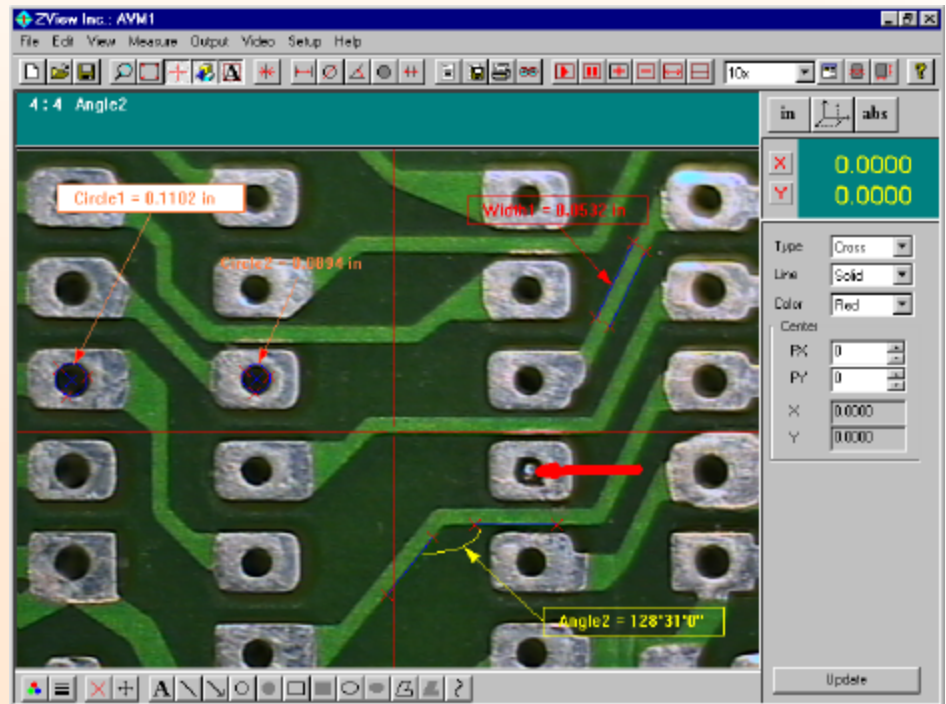 ZView Inc.: AVM1
File Edit View Measure Output Video Setup Help
A
10x
?
4:4 Angle2
in
abs
X
0.0000
Y
0.0000
Circle1 = 0.1102 in
Width1 = 0.0532 in
Circle2 = 0.0894 in
Type Cross
Line Solid
Color Red
Center
PX 0
PY 0
X 0.0000
Y 0.0000
Angle2 = 128°31'0"
Update
A